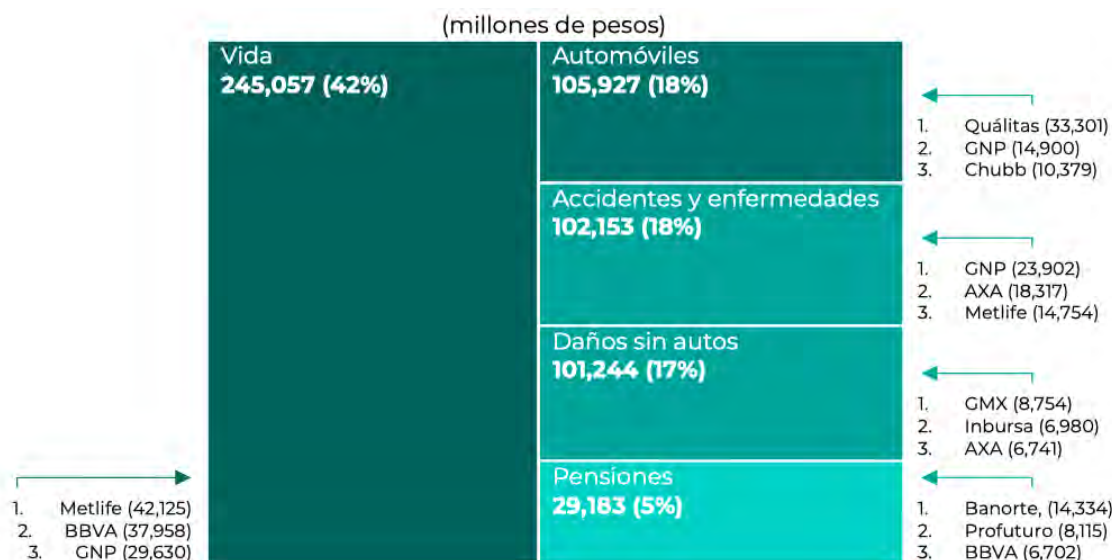 (millones de pesos)
Vida
245,057 (42%)
Automóviles
105,927 (18%)
1. Quálitas (33,301)
2. GNP (14,900)
3. Chubb (10,379)
Accidentes y enfermedades
102,153 (18%)
1. GNP (23,902)
2. AXA (18,317)
3. Metlife (14,754)
Daños sin autos
101,244 (17%)
1. GMX (8,754)
2. Inbursa (6,980)
3. AXA (6,741)
Pensiones
29,183 (5%)
1. Banorte, (14,334)
2. Profuturo (8,115)
3. BBVA (6,702)
1. Metlife (42,125)
2. BBVA (37,958)
3. GNP (29,630)